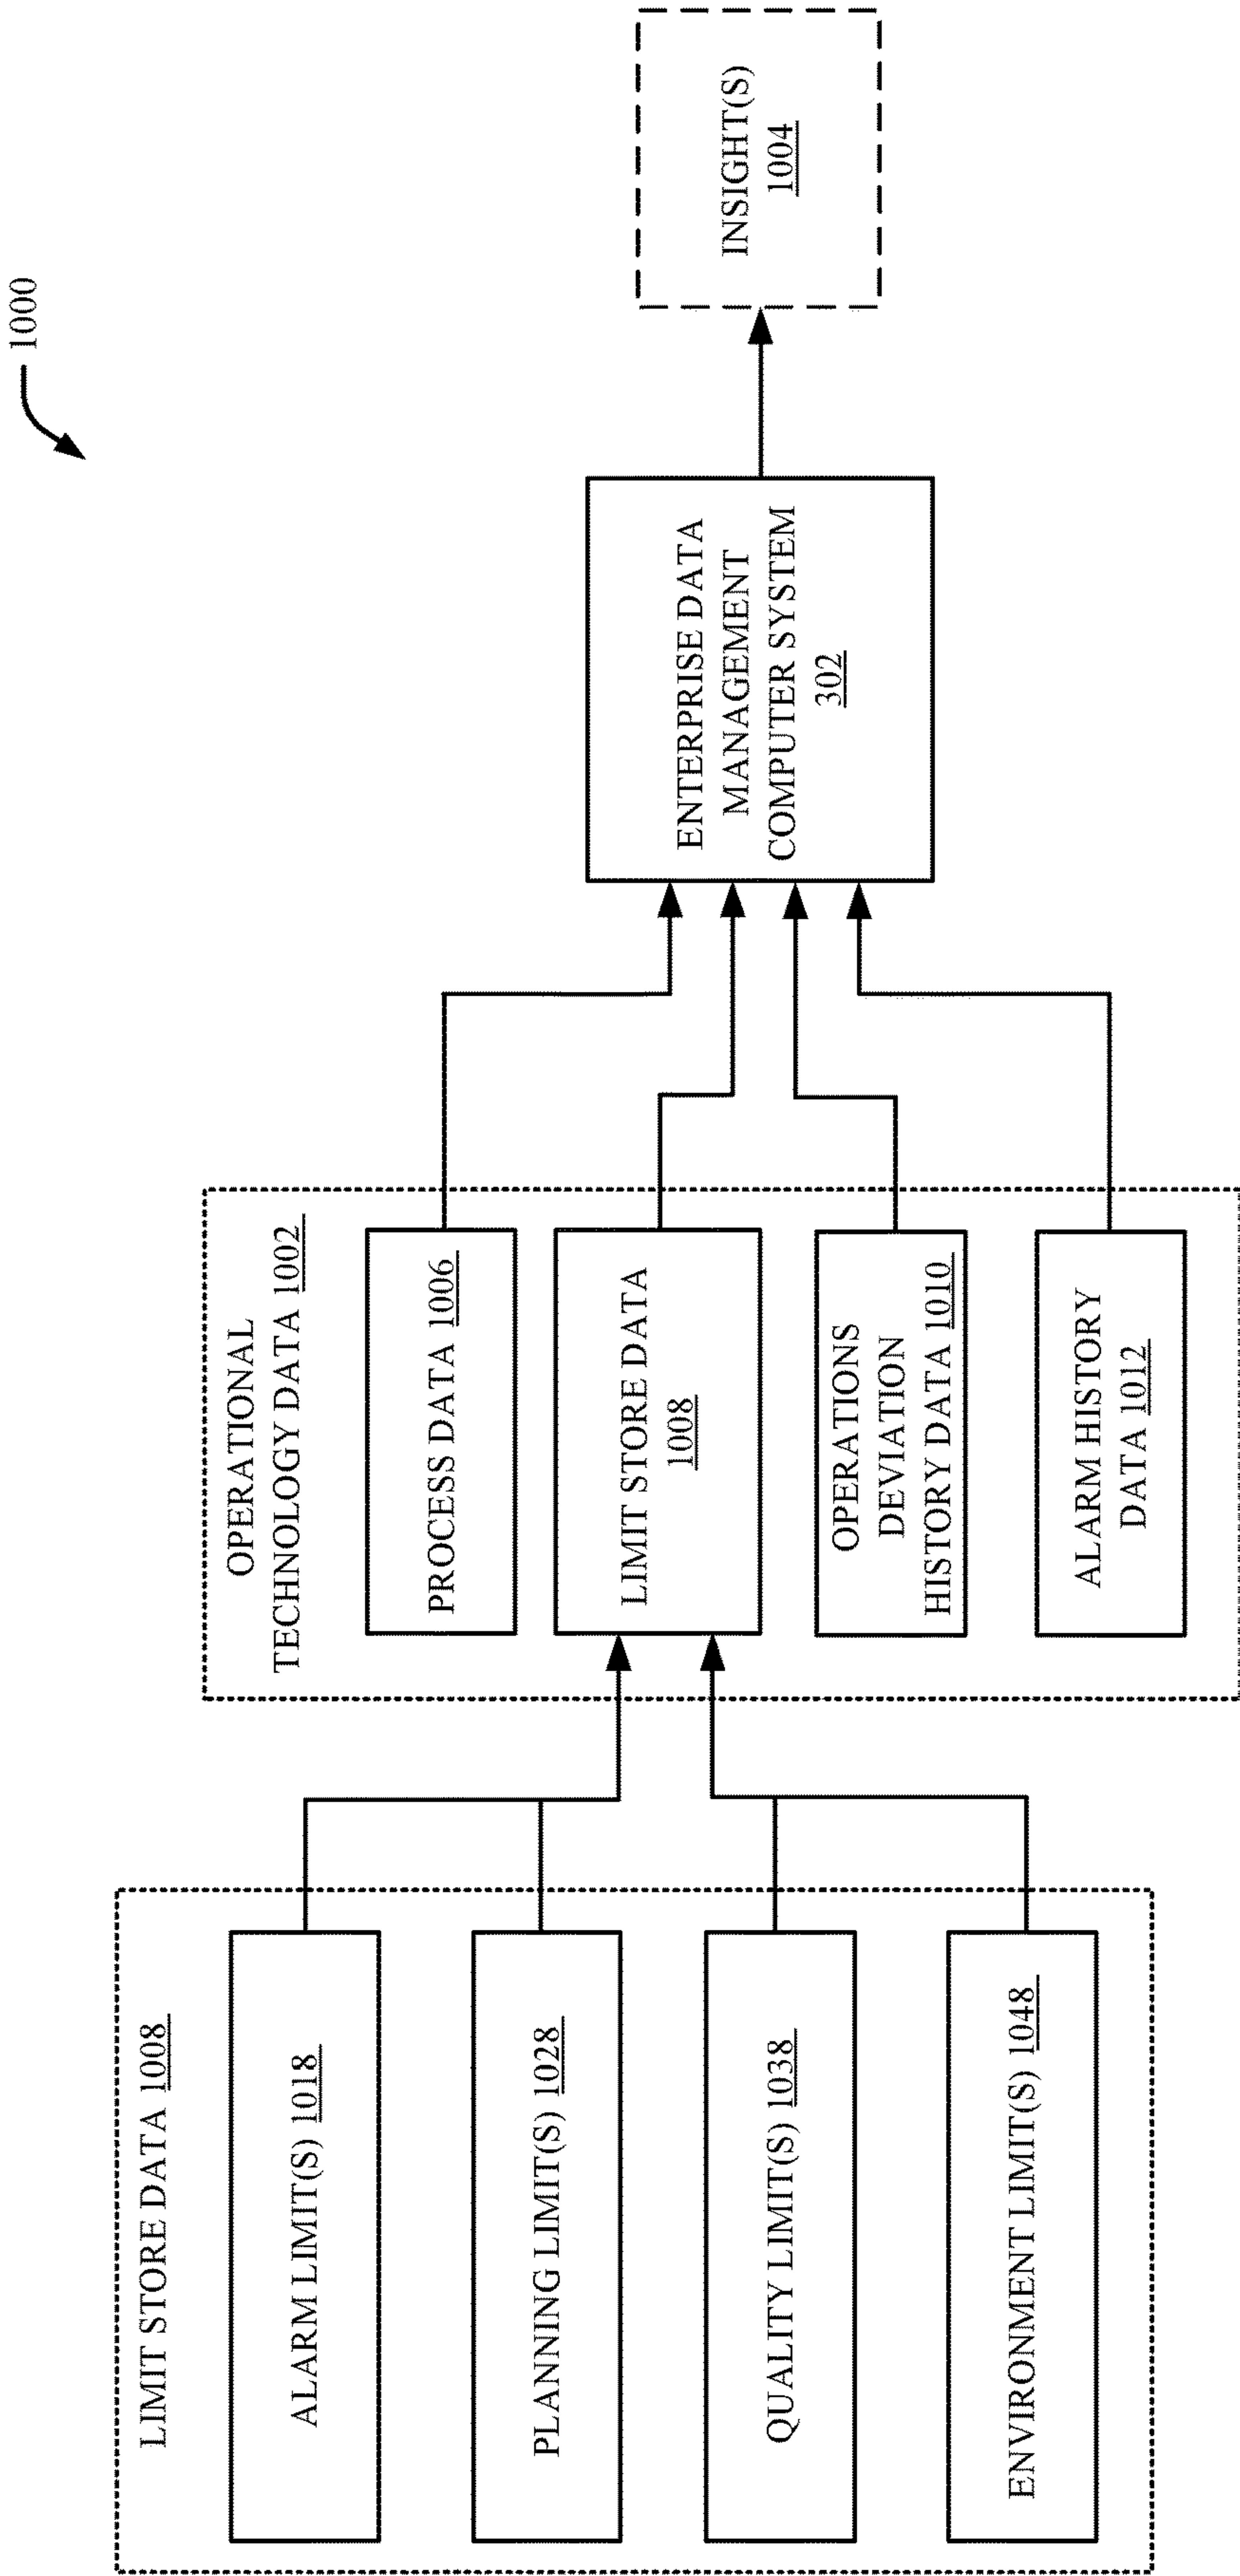 1000
LIMIT STORE DATA 1008
ALARM LIMIT(S) 1018
PLANNING LIMIT(S) 1028
QUALITY LIMIT(S) 1038
ENVIRONMENT LIMIT(S) 1048
OPERATIONAL
TECHNOLOGY DATA 1002
PROCESS DATA 1006
LIMIT STORE DATA
1008
OPERATIONS
DEVIATION
HISTORY DATA 1010
ALARM HISTORY
DATA 1012
ENTERPRISE DATA
MANAGEMENT
COMPUTER SYSTEM
302
INSIGHT(S)
1004